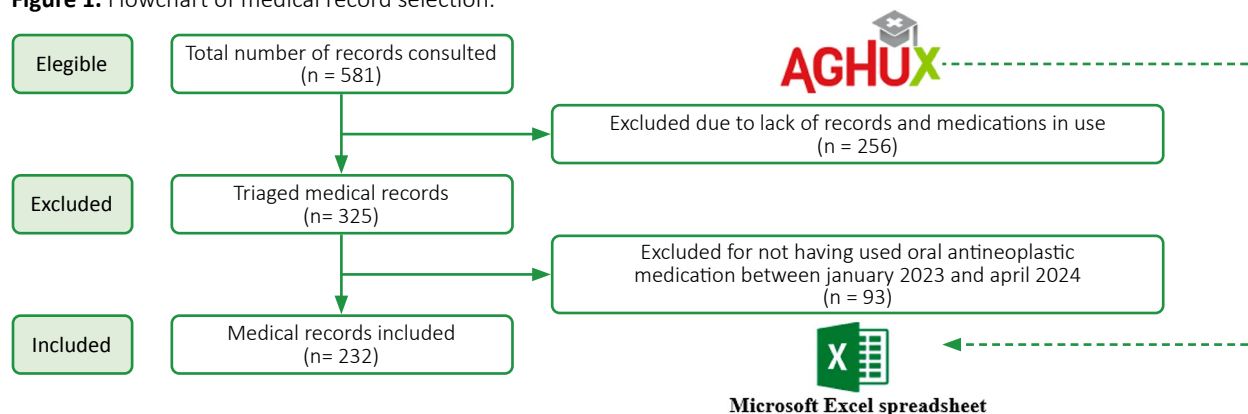 Figure 1. Flowchart of medical record selection.
Elegible
Total number of records consulted
(n = 581)
AGHUX
Excluded due to lack of records and medications in use
(n = 256)
Excluded
Triaged medical records
(n= 325)
Excluded for not having used oral antineoplastic
medication between january 2023 and april 2024
(n = 93)
Included
Medical records included
(n= 232)
X
Microsoft Excel spreadsheet